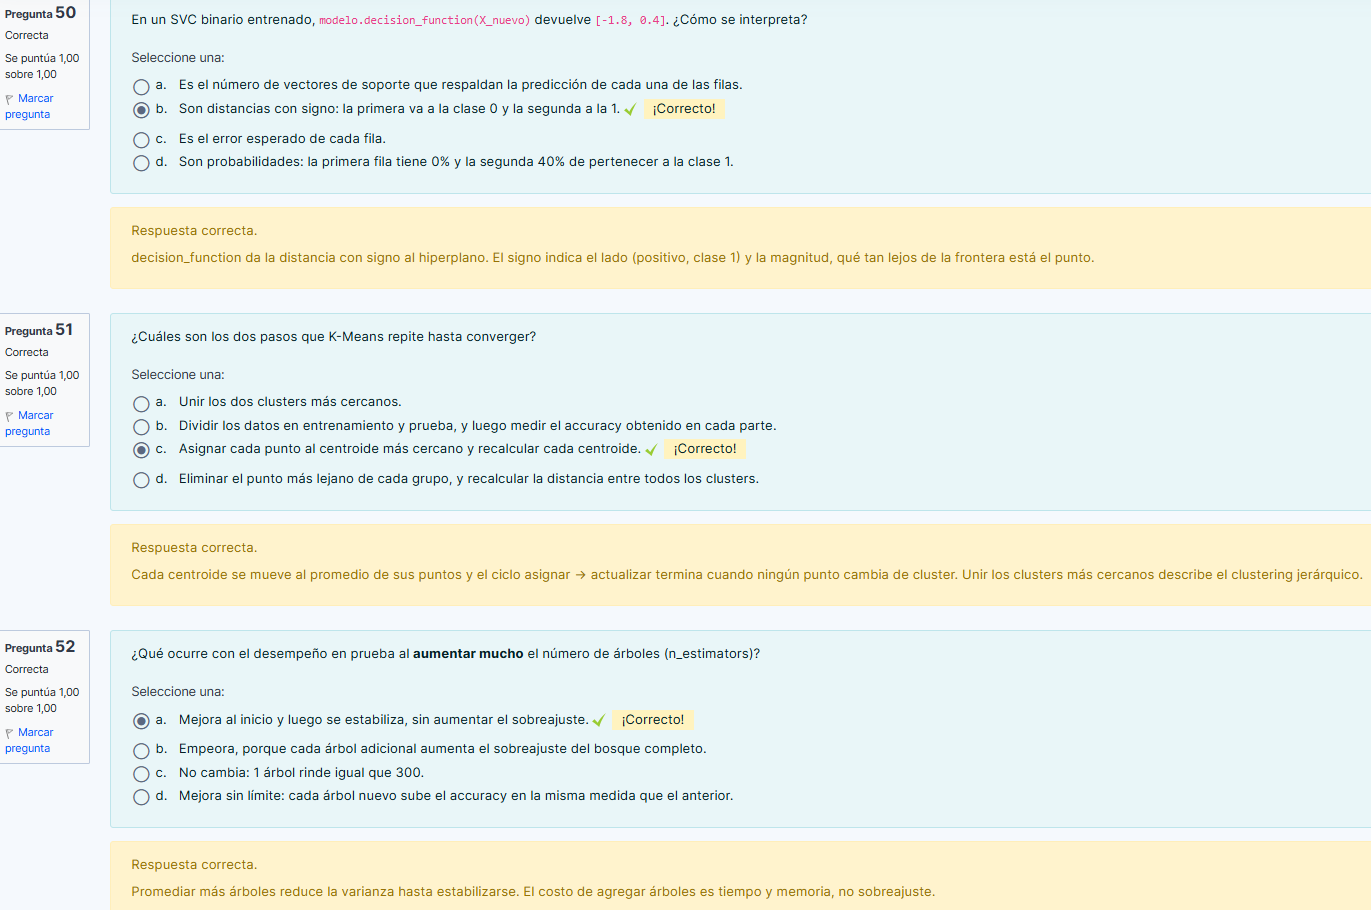 Pregunta 50
Correcta
Se puntúa 1,00
sobre 1,00
Marcar
pregunta
En un SVC binario entrenado, modelo.decision_function(X_nuevo) devuelve [-1.8, 0.4]. ¿Cómo se interpreta?
Seleccione una:
a. Es el número de vectores de soporte que respaldan la predicción de cada una de las filas.
b. Son distancias con signo: la primera va a la clase 0 y la segunda a la 1. ¡Correcto!
c. Es el error esperado de cada fila.
d. Son probabilidades: la primera fila tiene 0% y la segunda 40% de pertenecer a la clase 1.
Respuesta correcta.
decision_function da la distancia con signo al hiperplano. El signo indica el lado (positivo, clase 1) y la magnitud, qué tan lejos de la frontera está el punto.
Pregunta 51
Correcta
Se puntúa 1,00
sobre 1,00
Marcar
pregunta
¿Cuáles son los dos pasos que K-Means repite hasta converger?
Seleccione una:
a. Unir los dos clusters más cercanos.
b. Dividir los datos en entrenamiento y prueba, y luego medir el accuracy obtenido en cada parte.
c. Asignar cada punto al centroide más cercano y recalcular cada centroide. ¡Correcto!
d. Eliminar el punto más lejano de cada grupo, y recalcular la distancia entre todos los clusters.
Respuesta correcta.
Cada centroide se mueve al promedio de sus puntos y el ciclo asignar → actualizar termina cuando ningún punto cambia de cluster. Unir los clusters más cercanos describe el clustering jerárquico.
Pregunta 52
Correcta
Se puntúa 1,00
sobre 1,00
Marcar
pregunta
¿Qué ocurre con el desempeño en prueba al aumentar mucho el número de árboles (n_estimators)?
Seleccione una:
a. Mejora al inicio y luego se estabiliza, sin aumentar el sobreajuste. ¡Correcto!
b. Empeora, porque cada árbol adicional aumenta el sobreajuste del bosque completo.
c. No cambia: 1 árbol rinde igual que 300.
d. Mejora sin límite: cada árbol nuevo sube el accuracy en la misma medida que el anterior.
Respuesta correcta.
Promediar más árboles reduce la varianza hasta estabilizarse. El costo de agregar árboles es tiempo y memoria, no sobreajuste.